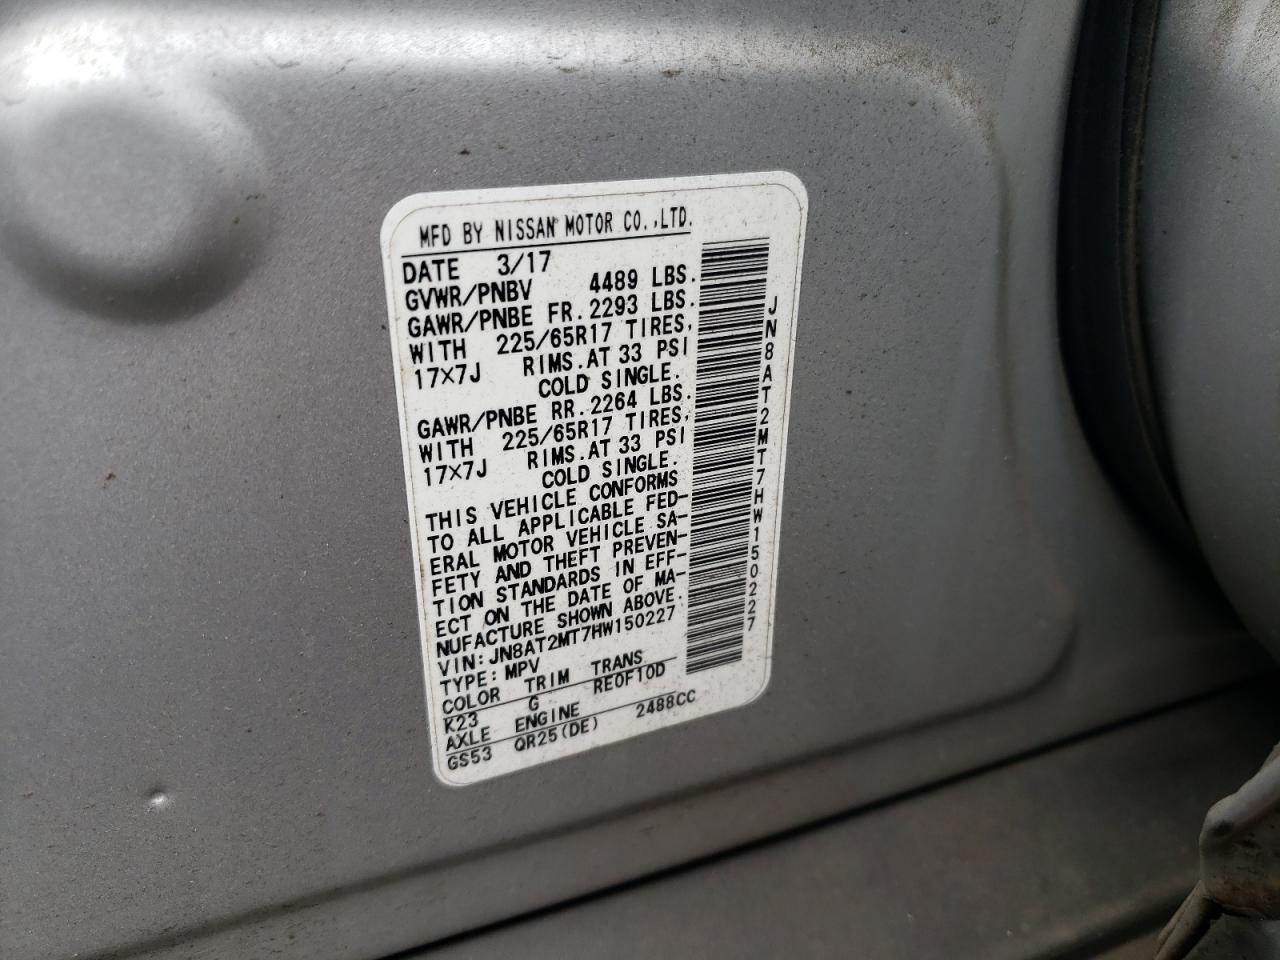 MFD BY NISSAN MOTOR CO.,LTD.
DATE 3/17
GVWR/PNBV 4489 LBS.
GAWR/PNBE FR.2293 LBS.
WITH 225/65R17 TIRES,
17×7J RIMS.AT 33 PSI
COLD SINGLE.
GAWR/PNBE RR.2264 LBS.
WITH 225/65R17 TIRES,
17×7J RIMS.AT 33 PSI
COLD SINGLE.
THIS VEHICLE CONFORMS
TO ALL APPLICABLE FED-
ERAL MOTOR VEHICLE SA-
FETY AND THEFT PREVEN-
TION STANDARDS IN EFF-
ECT ON THE DATE OF MA-
NUFACTURE SHOWN ABOVE.
VIN:JN8AT2MT7HW150227
TYPE:MPV
COLOR TRIM TRANS
K23 G RE0F10D
AXLE ENGINE
GS53 QR25(DE) 2488CC
JN8AT2MT7HW150227